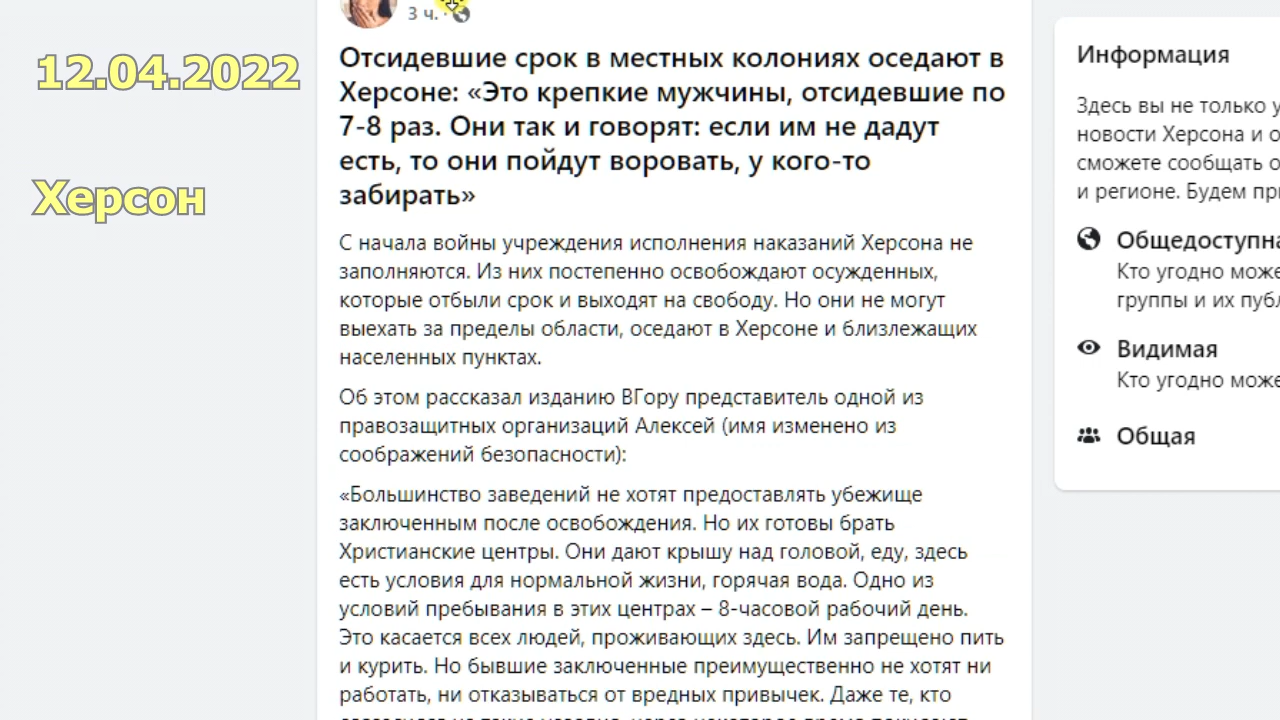 12.04.2022
Херсон
3 ч.
Отсидевшие срок в местных колониях оседают в
Херсоне: «Это крепкие мужчины, отсидевшие по
7-8 раз. Они так и говорят: если им не дадут
есть, то они пойдут воровать, у кого-то
забирать»
С начала войны учреждения исполнения наказаний Херсона не
заполняются. Из них постепенно освобождают осужденных,
которые отбыли срок и выходят на свободу. Но они не могут
выехать за пределы области, оседают в Херсоне и близлежащих
населенных пунктах.
Об этом рассказал изданию ВГору представитель одной из
правозащитных организаций Алексей (имя изменено из
соображений безопасности):
«Большинство заведений не хотят предоставлять убежище
заключенным после освобождения. Но их готовы брать
Христианские центры. Они дают крышу над головой, еду, здесь
есть условия для нормальной жизни, горячая вода. Одно из
условий пребывания в этих центрах – 8-часовой рабочий день.
Это касается всех людей, проживающих здесь. Им запрещено пить
и курить. Но бывшие заключенные преимущественно не хотят ни
работать, ни отказываться от вредных привычек. Даже те, кто
Информация
Здесь вы не только у
новости Херсона и о
сможете сообщать о
и регионе. Будем при
Общедоступна
Кто угодно може
группы и их публ
Видимая
Кто угодно може
Общая